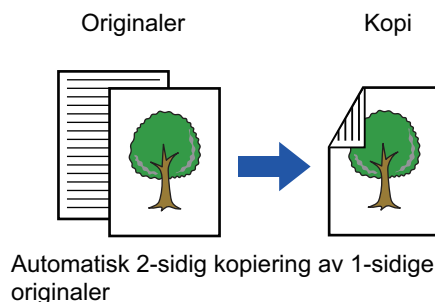 Originaler
Kopi
Automatisk 2-sidig kopiering av 1-sidige
originaler